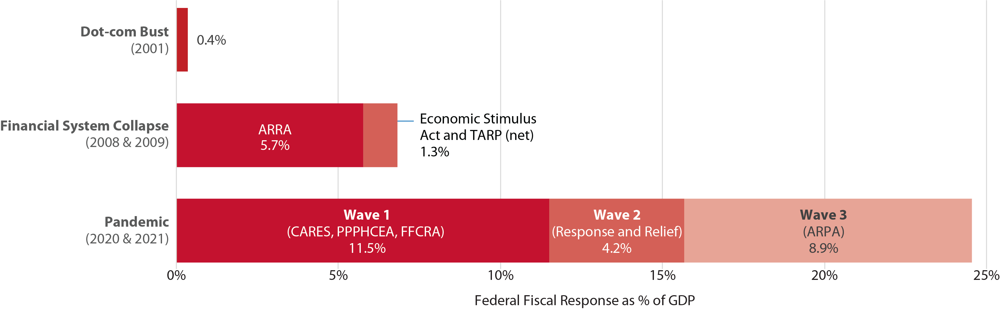 Dot-com Bust
(2001)
0.4%
Financial System Collapse
(2008 & 2009)
ARRA
5.7%
Economic Stimulus
Act and TARP (net)
1.3%
Pandemic
(2020 & 2021)
Wave 1
(CARES, PPPHCEA, FFCRA)
11.5%
Wave 2
(Response and Relief)
4.2%
Wave 3
(ARPA)
8.9%
0%
5%
10%
15%
20%
25%
Federal Fiscal Response as % of GDP